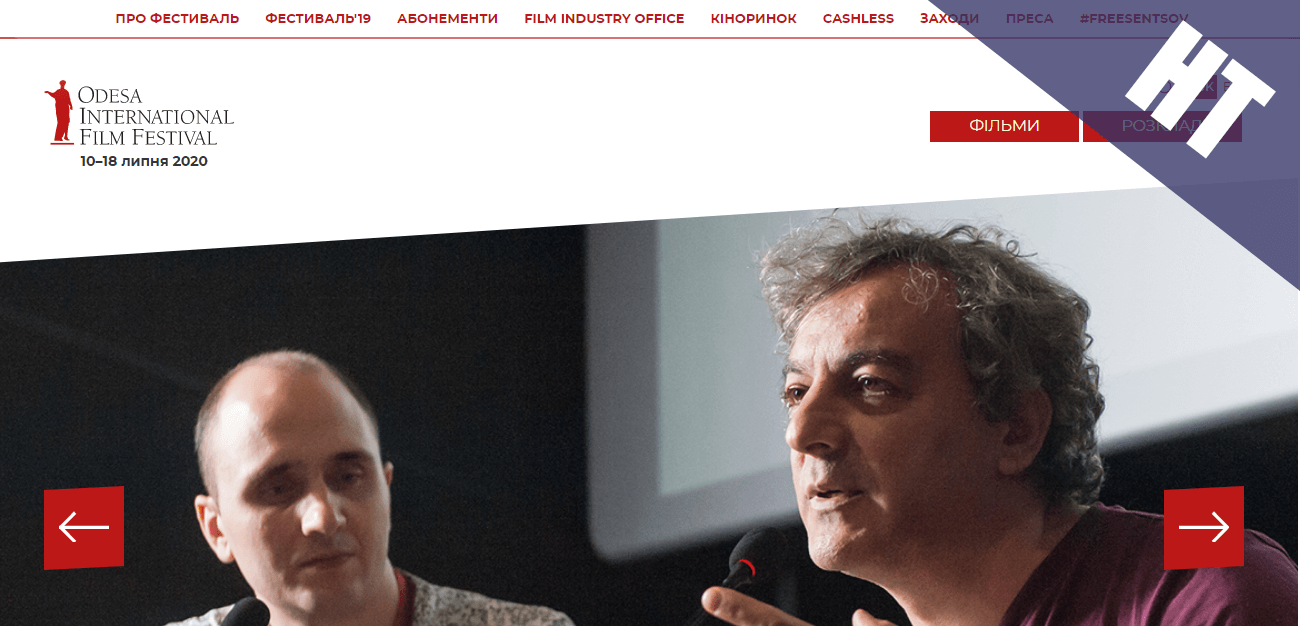 ПРО ФЕСТИВАЛЬ ФЕСТИВАЛЬ'19 АБОНЕМЕНТИ FILM INDUSTRY OFFICE КІНОРИНОК CASHLESS ЗАХОДИ ПРЕСА #FREESENTSOV
НТ
ODESA
INTERNATIONAL
FILM FESTIVAL
10–18 липня 2020
ФІЛЬМИ РОЗКЛАД